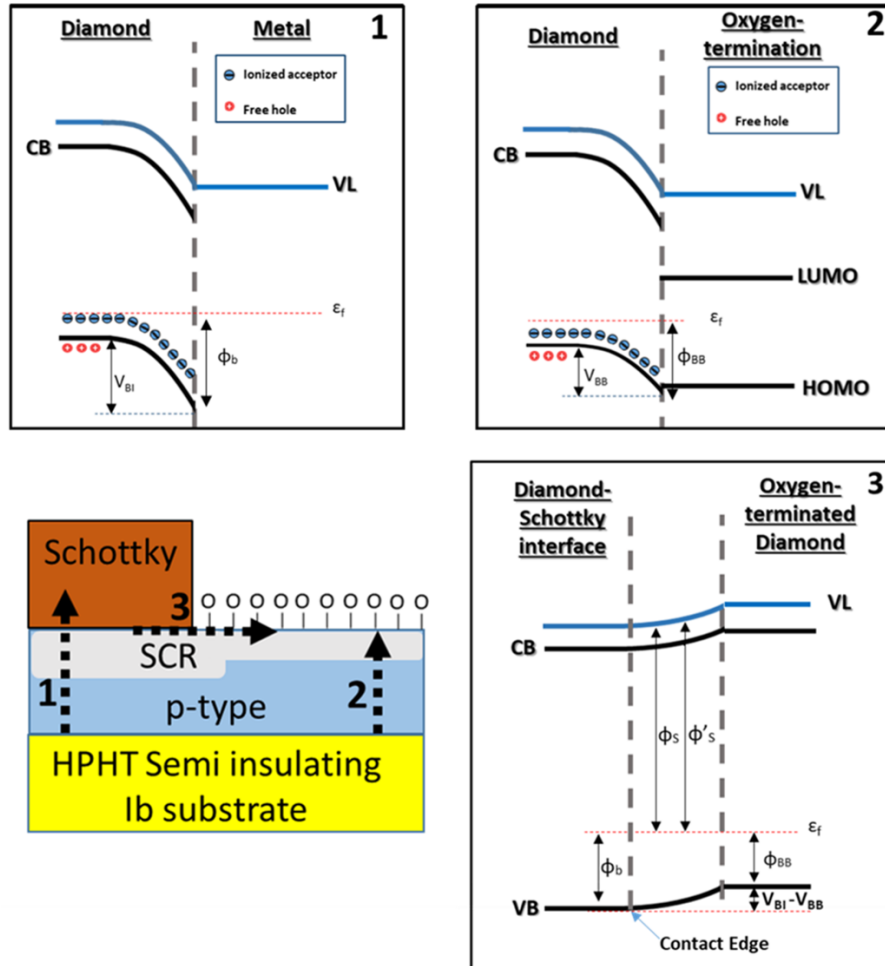 Diamond
Metal
1
Ionized acceptor
Free hole
CB
VL
εf
ϕb
VBI
Diamond
Oxygen-
termination
2
Ionized acceptor
Free hole
CB
VL
LUMO
εf
ϕBB
VBB
HOMO
Schottky
3
O O O O O O O O O
SCR
1
2
p-type
HPHT Semi insulating
Ib substrate
Diamond-
Schottky
interface
Oxygen-
terminated
Diamond
3
VL
CB
ϕS
ϕ'S
εf
ϕb
ϕBB
VB
VBI-VBB
Contact Edge